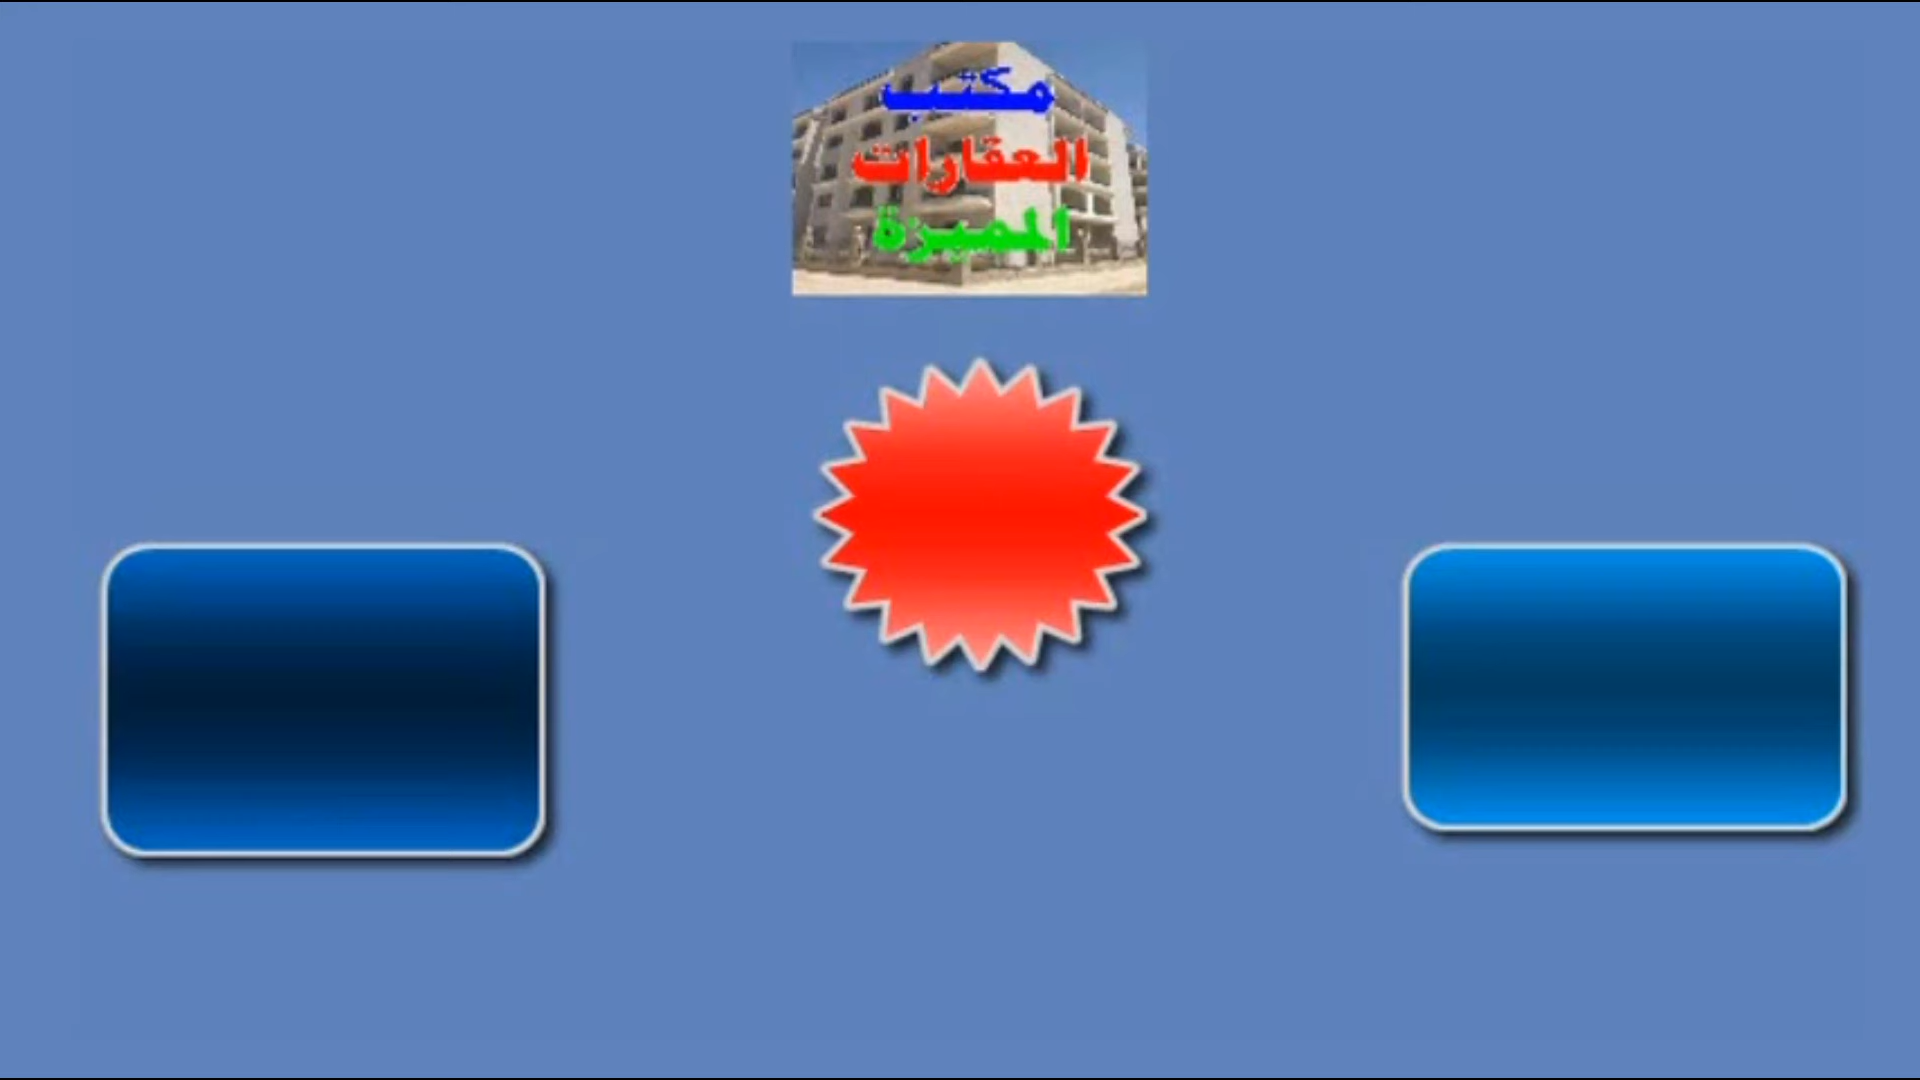 مكتب
العقارات
المميزة